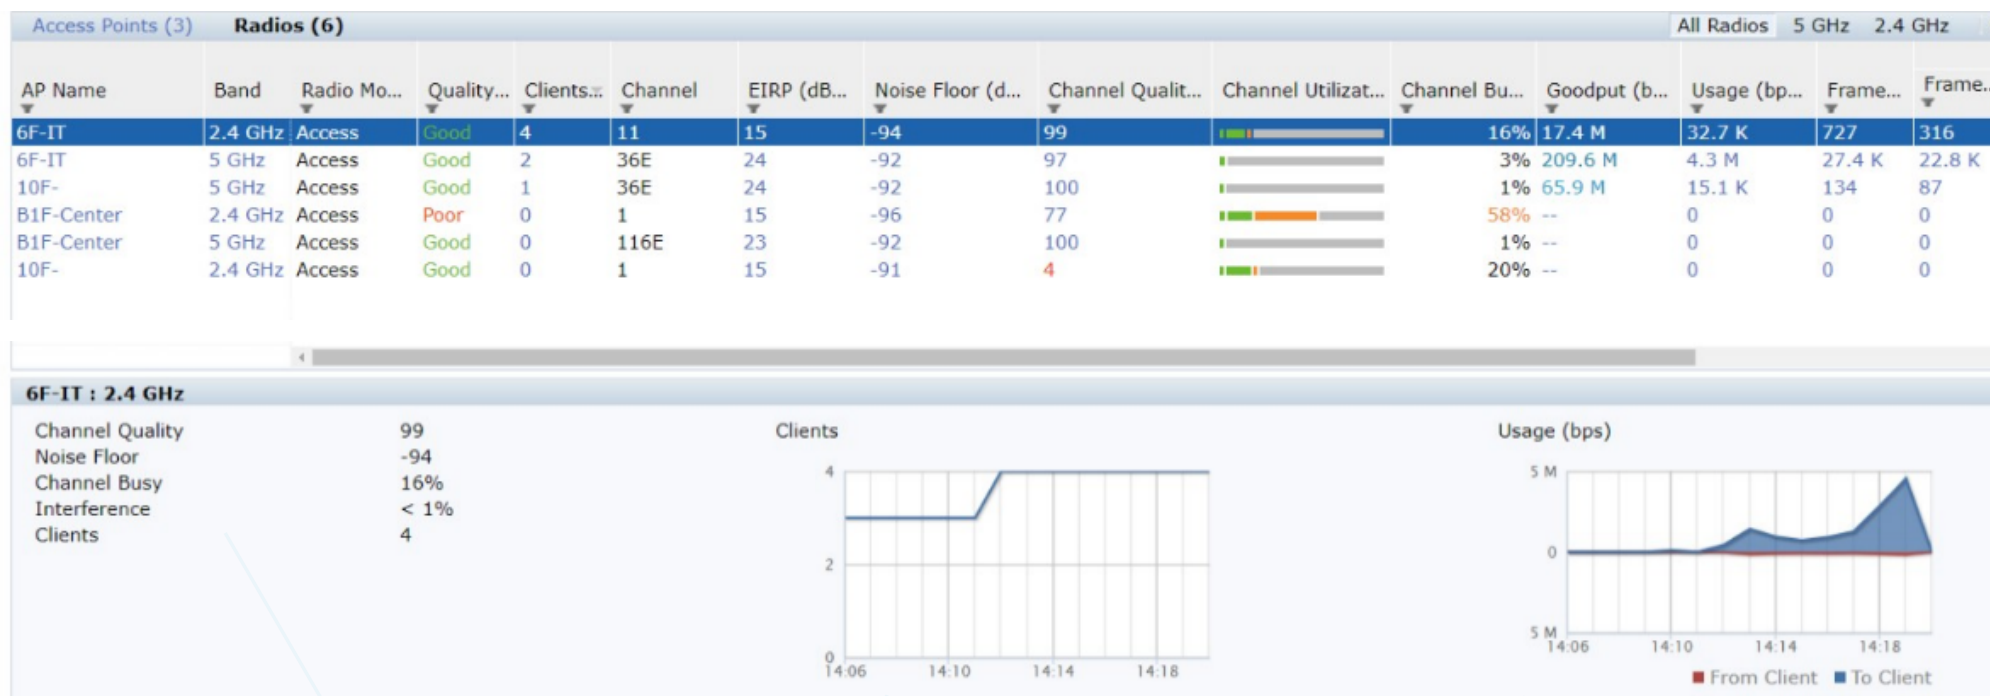 Access Points (3) Radios (6) All Radios 5 GHz 2.4 GHz
AP Name Band Radio Mo... Quality... Clients... Channel EIRP (dB... Noise Floor (d... Channel Qualit... Channel Utilizat... Channel Bu... Goodput (b... Usage (bp... Frame... Frame...
6F-IT 2.4 GHz Access Good 4 11 15 -94 99 16% 17.4 M 32.7 K 727 316
6F-IT 5 GHz Access Good 2 36E 24 -92 97 3% 209.6 M 4.3 M 27.4 K 22.8 K
10F- 5 GHz Access Good 1 36E 24 -92 100 1% 65.9 M 15.1 K 134 87
B1F-Center 2.4 GHz Access Poor 0 1 15 -96 77 58% -- 0 0 0
B1F-Center 5 GHz Access Good 0 116E 23 -92 100 1% -- 0 0 0
10F- 2.4 GHz Access Good 0 1 15 -91 4 20% -- 0 0 0
6F-IT : 2.4 GHz
Channel Quality 99
Noise Floor -94
Channel Busy 16%
Interference < 1%
Clients 4
Clients
4
2
0
14:06 14:10 14:14 14:18
Usage (bps)
5 M
0
5 M
14:06 14:10 14:14 14:18
From Client To Client